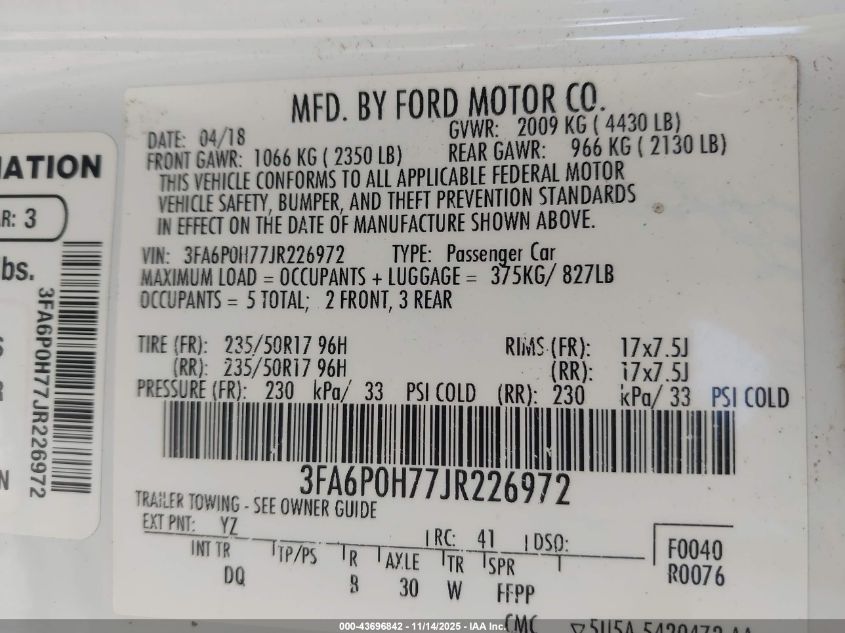 MFD. BY FORD MOTOR CO.
DATE: 04/18 GVWR: 2009 KG ( 4430 LB)
FRONT GAWR: 1066 KG ( 2350 LB) REAR GAWR: 966 KG ( 2130 LB)
THIS VEHICLE CONFORMS TO ALL APPLICABLE FEDERAL MOTOR
VEHICLE SAFETY, BUMPER, AND THEFT PREVENTION STANDARDS
IN EFFECT ON THE DATE OF MANUFACTURE SHOWN ABOVE.
VIN: 3FA6P0H77JR226972 TYPE: Passenger Car
MAXIMUM LOAD = OCCUPANTS + LUGGAGE = 375KG/ 827LB
OCCUPANTS = 5 TOTAL; 2 FRONT, 3 REAR
TIRE (FR): 235/50R17 96H RIMS (FR): 17x7.5J
(RR): 235/50R17 96H (RR): 17x7.5J
PRESSURE (FR): 230 kPa/ 33 PSI COLD (RR): 230 kPa/ 33 PSI COLD
3FA6P0H77JR226972
TRAILER TOWING - SEE OWNER GUIDE
EXT PNT: YZ RC: 41 DSO:
INT TR TP/PS R AXLE TR SPR
DQ 8 30 W FFPP
F0040
R0076
CMC
MATION
R: 3
bs.
3FA6P0H77JR226972
000-43696842 - 11/14/2025 - IAA Inc.